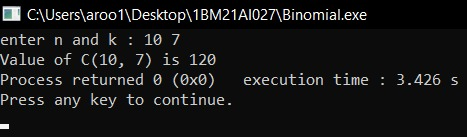 C:\Users\aroo1\Desktop\1BM21AI027\Binomial.exe
enter n and k : 10 7
Value of C(10, 7) is 120
Process returned 0 (0x0)   execution time : 3.426 s
Press any key to continue.